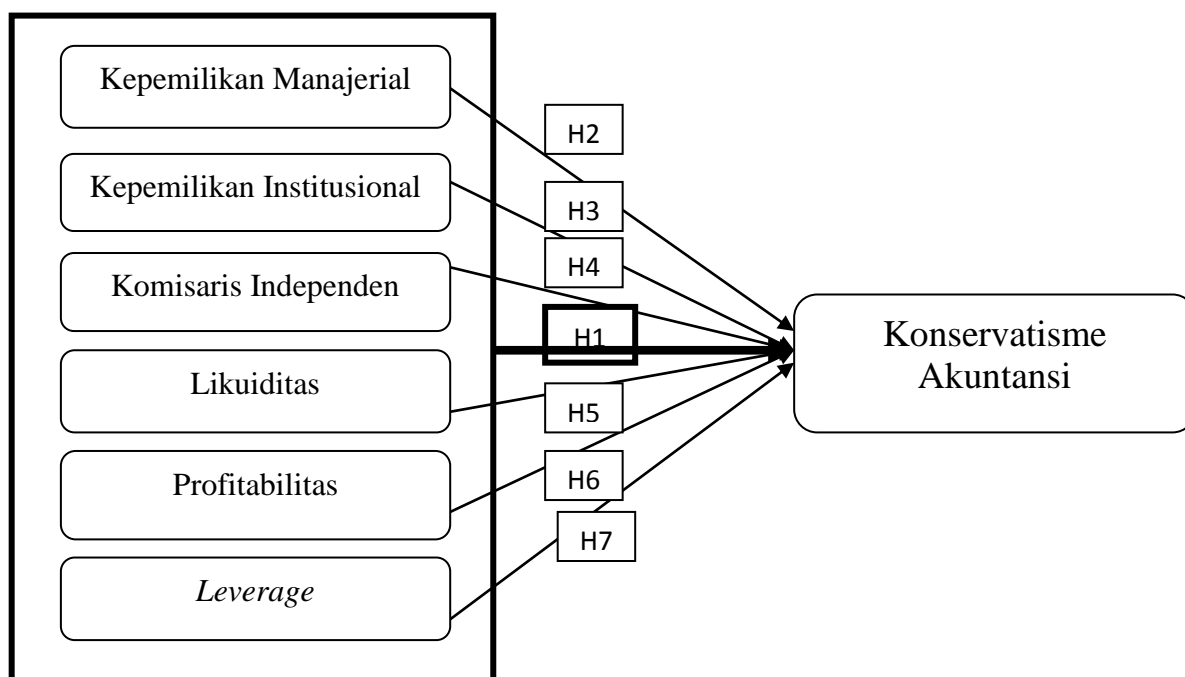 Kepemilikan Manajerial
Kepemilikan Institusional
Komisaris Independen
Likuiditas
Profitabilitas
Leverage
H2
H3
H4
H1
H5
H6
H7
Konservatisme
Akuntansi